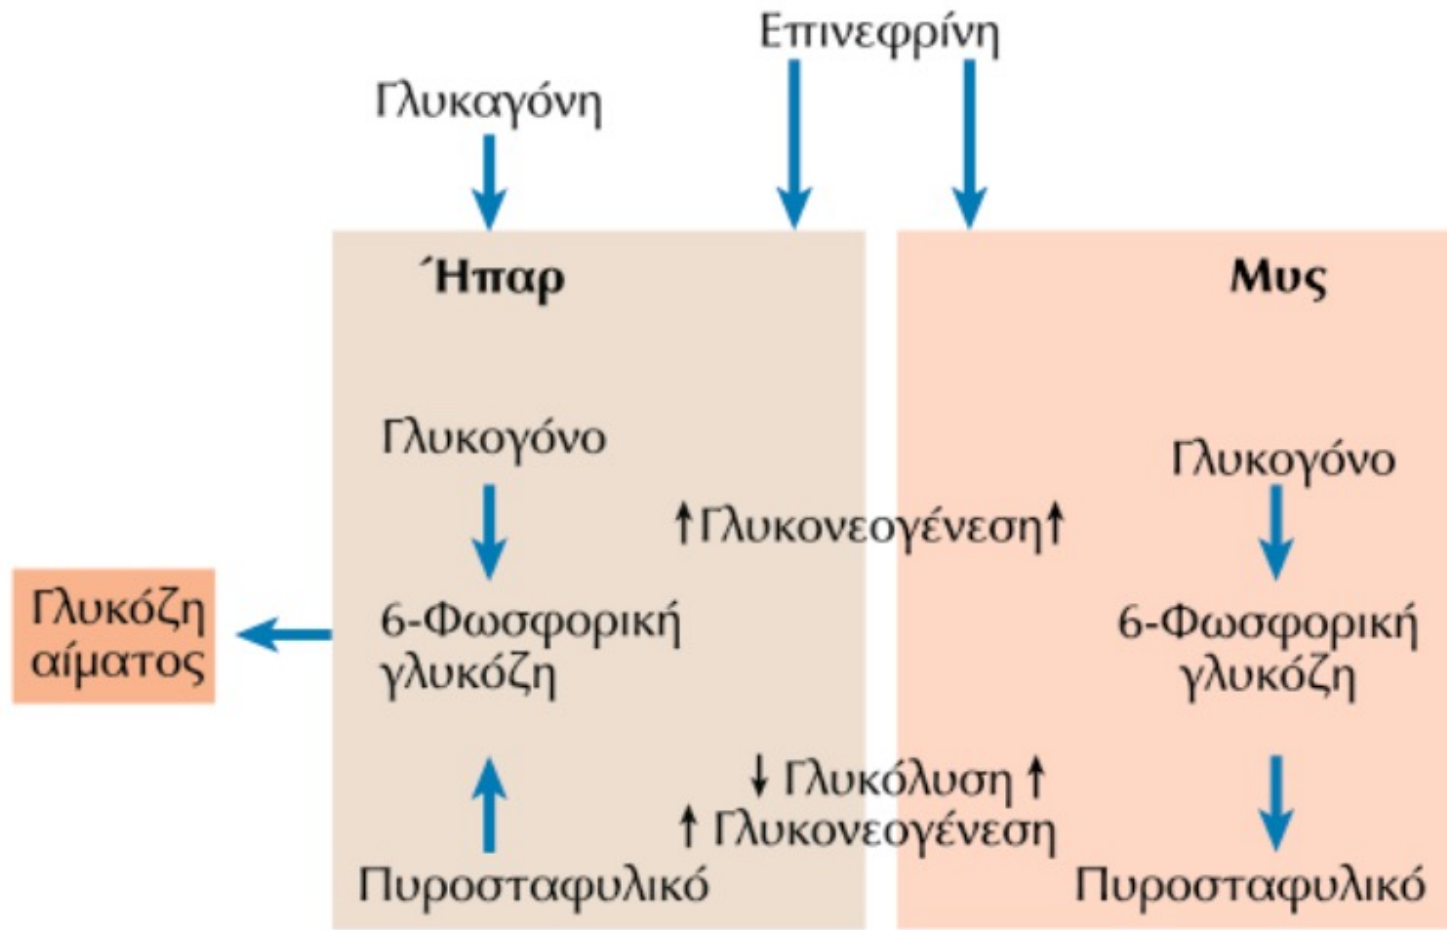 Επινεφρίνη
Γλυκαγόνη
Ήπαρ
Μυς
Γλυκογόνο
Γλυκογόνο
↑Γλυκονεογένεση↑
Γλυκόζη
αίματος
6-Φωσφορική
γλυκόζη
6-Φωσφορική
γλυκόζη
↓ Γλυκόλυση ↑
↑ Γλυκονεογένεση
Πυροσταφυλικό
Πυροσταφυλικό